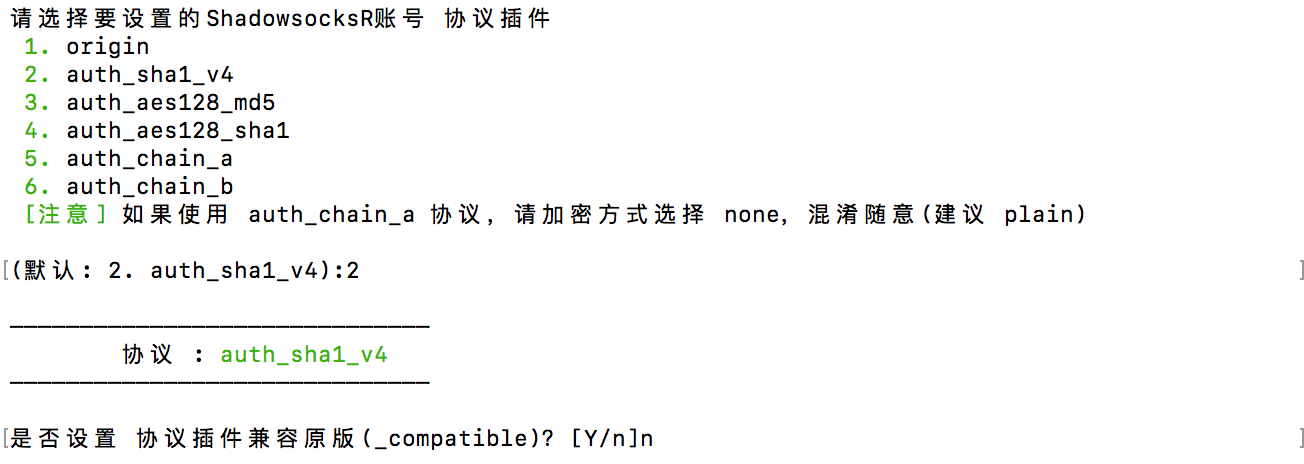 请选择要设置的ShadowsocksR账号 协议插件
1. origin
2. auth_sha1_v4
3. auth_aes128_md5
4. auth_aes128_sha1
5. auth_chain_a
6. auth_chain_b
[注意] 如果使用 auth_chain_a 协议, 请加密方式选择 none, 混淆随意(建议 plain)
[(默认: 2. auth_sha1_v4):2 ]
——————————————————————————————
协议 : auth_sha1_v4
——————————————————————————————
[是否设置 协议插件兼容原版(_compatible)? [Y/n]n ]